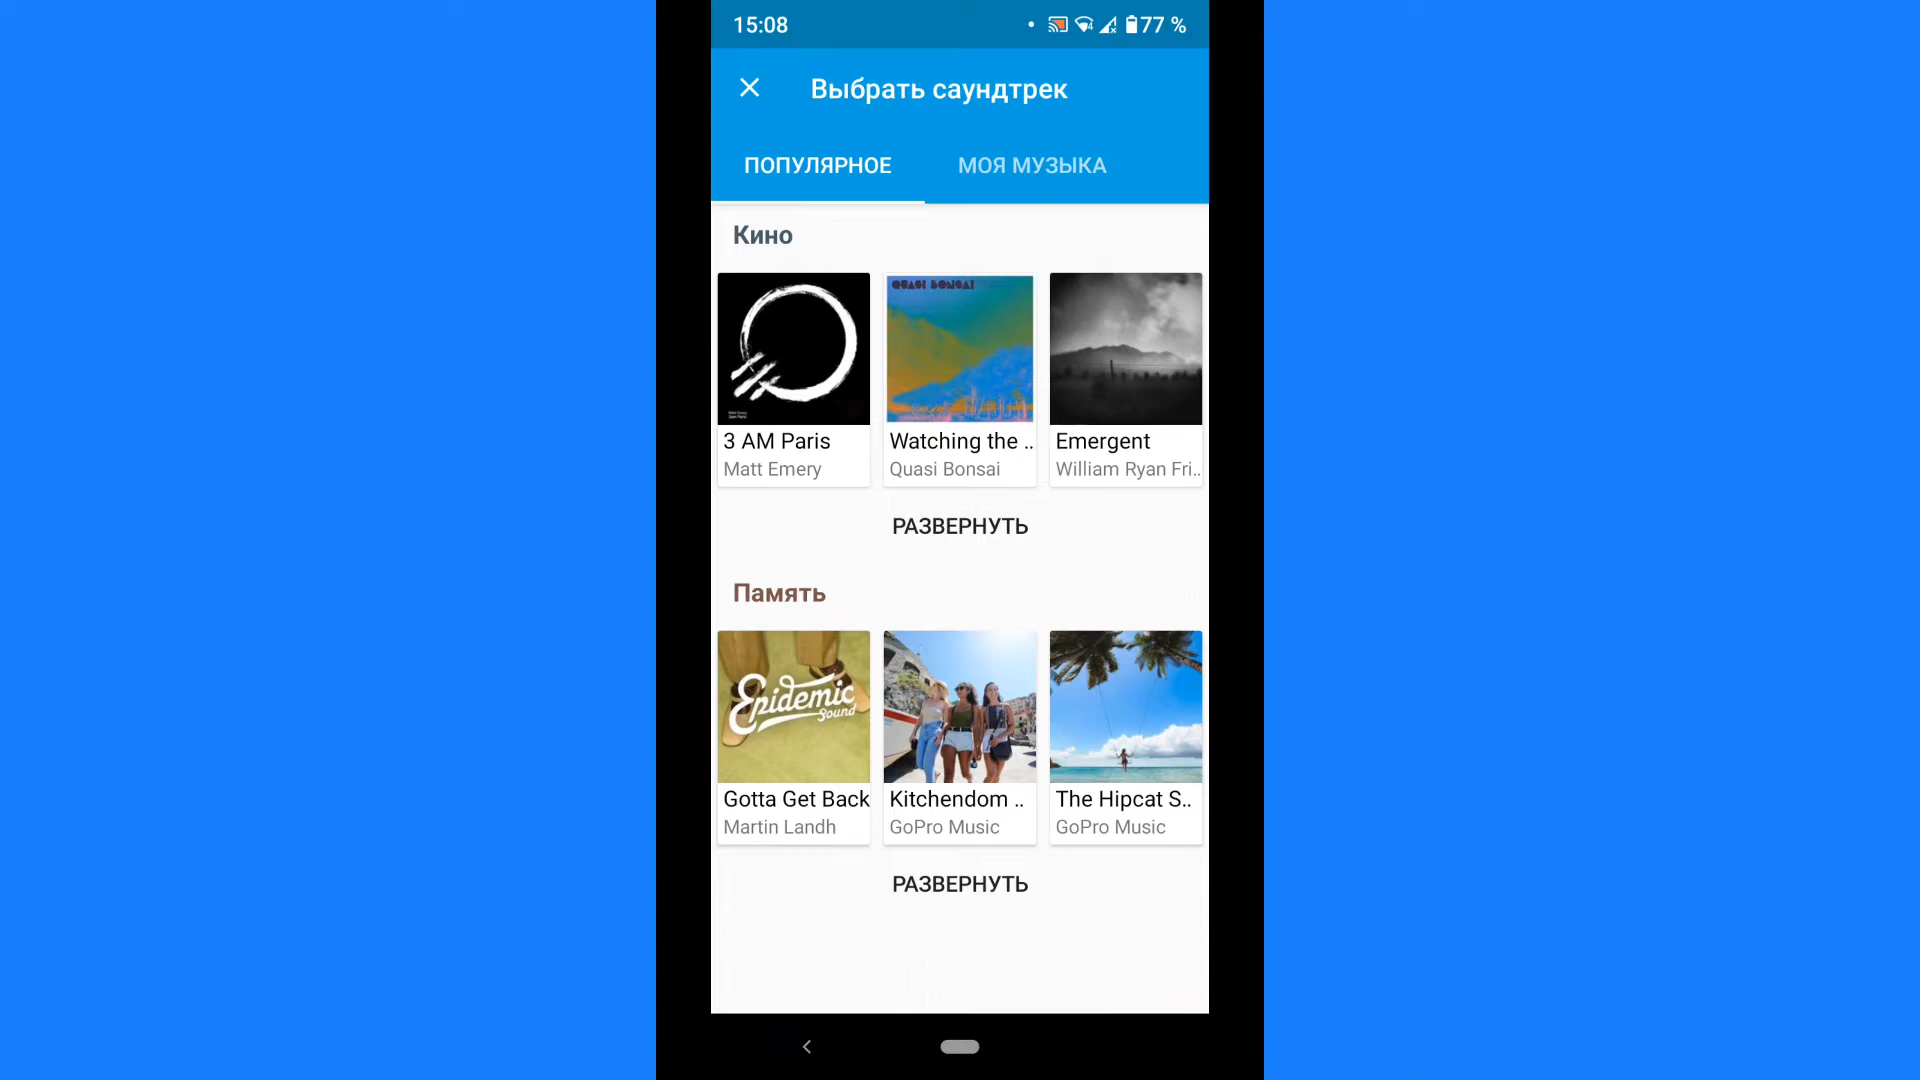 15:08
77 %
Выбрать саундтрек
ПОПУЛЯРНОЕ
МОЯ МУЗЫКА
Кино
QUASI BONSAI
3 AM Paris
Matt Emery
Watching the ..
Quasi Bonsai
Emergent
William Ryan Fri..
РАЗВЕРНУТЬ
Память
Epidemic
Sound
Gotta Get Back
Martin Landh
Kitchendom ..
GoPro Music
The Hipcat S..
GoPro Music
РАЗВЕРНУТЬ